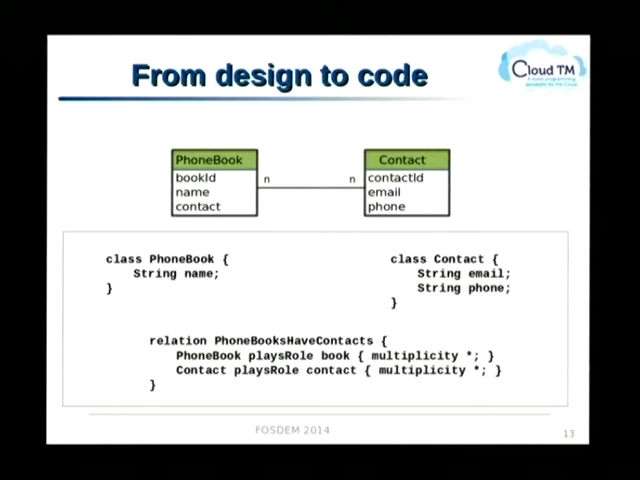 From design to code
Cloud TM
PhoneBook
bookId
name
contact
n
n
Contact
contactId
email
phone
class PhoneBook {
String name;
}
class Contact {
String email;
String phone;
}
relation PhoneBooksHaveContacts {
PhoneBook playsRole book { multiplicity *; }
Contact playsRole contact { multiplicity *; }
}
FOSDEM 2014
13